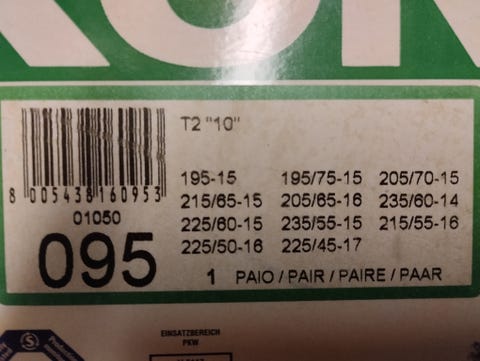 T2 "10"
8 005438 160953
01050
095
195-15 195/75-15 205/70-15
215/65-15 205/65-16 235/60-14
225/60-15 235/55-15 215/55-16
225/50-16 225/45-17
1 PAIO / PAIR / PAIRE / PAAR
EINSATZBEREICH
PKW
S